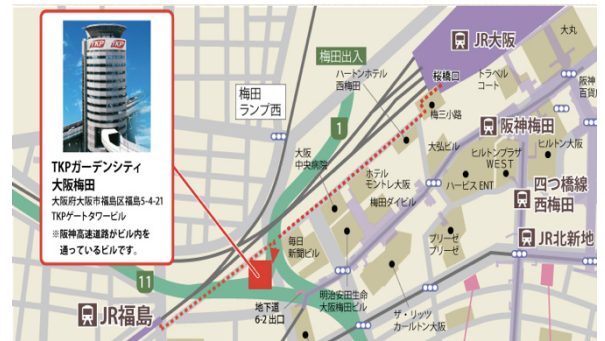 TKP
TKPガーデンシティ
大阪梅田
大阪府大阪市福島区福島5-4-21
TKPゲートタワービル
※阪神高速道路がビル内を
通っているビルです。
梅田
ランプ西
梅田出入
ハートンホテル
西梅田
1
JR大阪
桜橋口
大丸
トラベル
コート
阪神
百貨店
梅三小路
阪神梅田
大弘ビル
ヒルトンプラザ
WEST
ヒルトン大阪
大阪
中央病院
ホテル
モントレ大阪
ハービス ENT
四つ橋線
西梅田
梅田ダイビル
毎日
新聞ビル
ブリーゼ
ブリーゼ
JR北新地
11
JR福島
地下道
6-2 出口
明治安田生命
大阪梅田ビル
ザ・リッツ
カールトン大阪